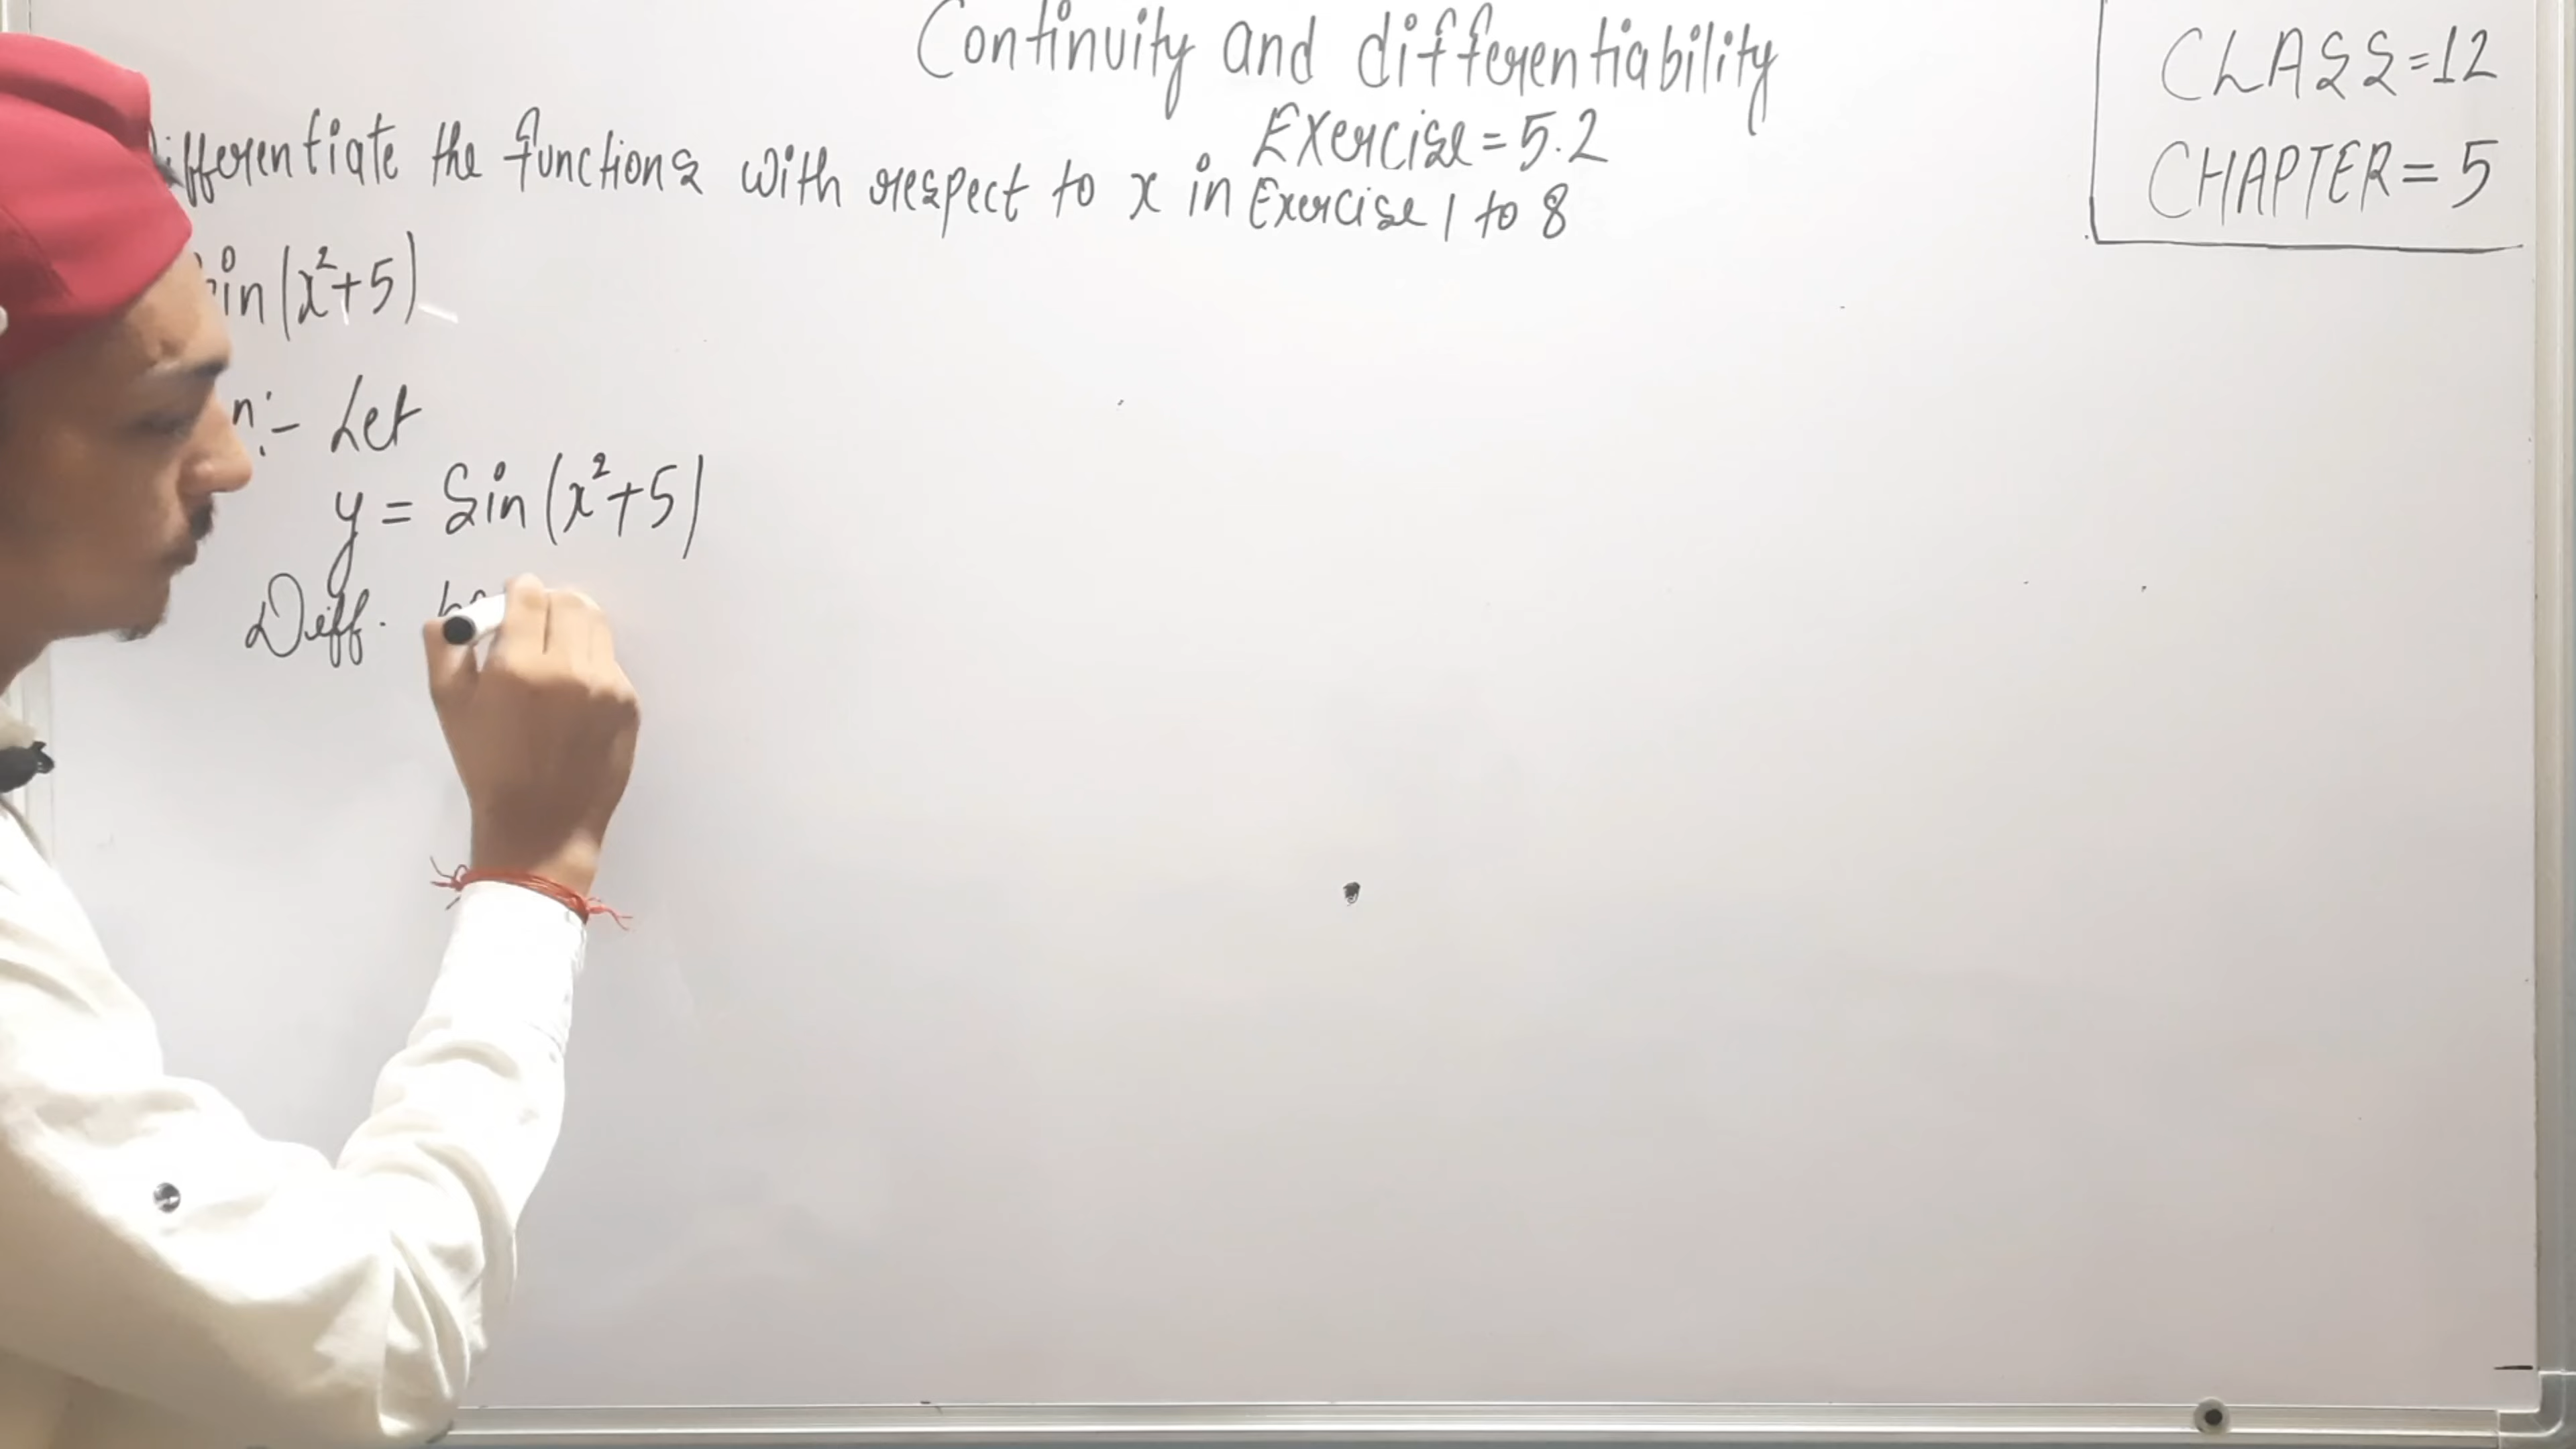 Continuity and differentiability
CLASS=12
CHAPTER=5
Exercise=5.2
ifferentiate the functions with respect to x in Exercise 1 to 8
in(x²+5)
n:- Let
y = Sin(x²+5)
Diff.